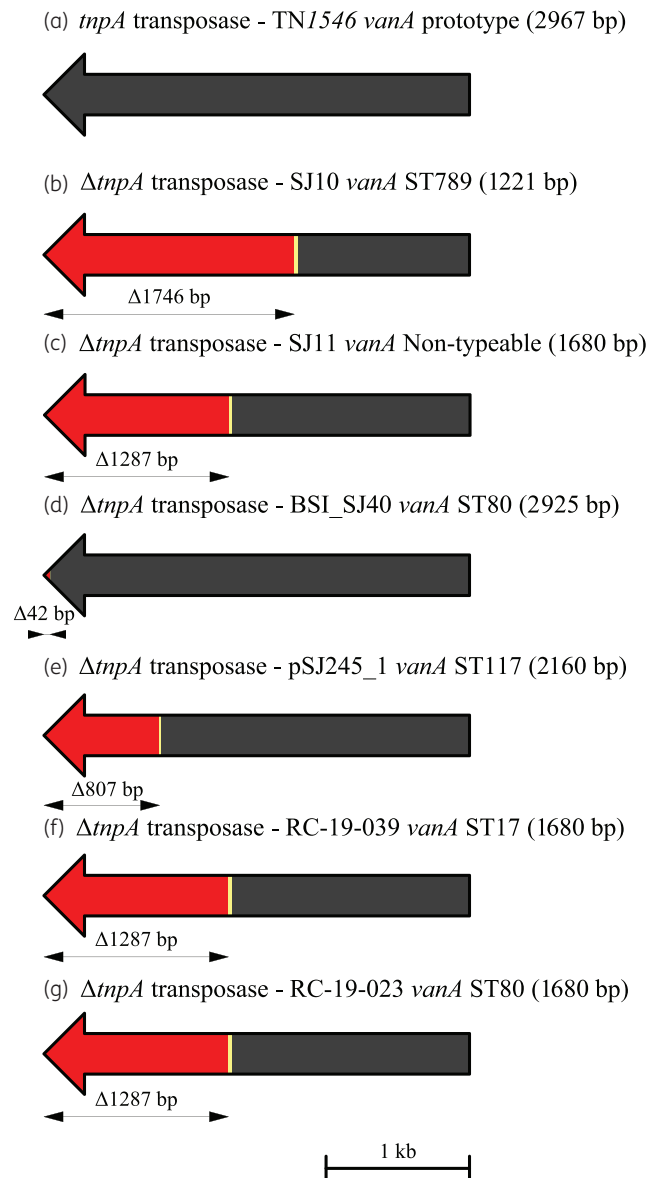 (a) tnpA transposase - TN1546 vanA prototype (2967 bp)
(b) ΔtnpA transposase - SJ10 vanA ST789 (1221 bp)
Δ1746 bp
(c) ΔtnpA transposase - SJ11 vanA Non-typeable (1680 bp)
Δ1287 bp
(d) ΔtnpA transposase - BSI_SJ40 vanA ST80 (2925 bp)
Δ42 bp
(e) ΔtnpA transposase - pSJ245_1 vanA ST117 (2160 bp)
Δ807 bp
(f) ΔtnpA transposase - RC-19-039 vanA ST17 (1680 bp)
Δ1287 bp
(g) ΔtnpA transposase - RC-19-023 vanA ST80 (1680 bp)
Δ1287 bp
1 kb